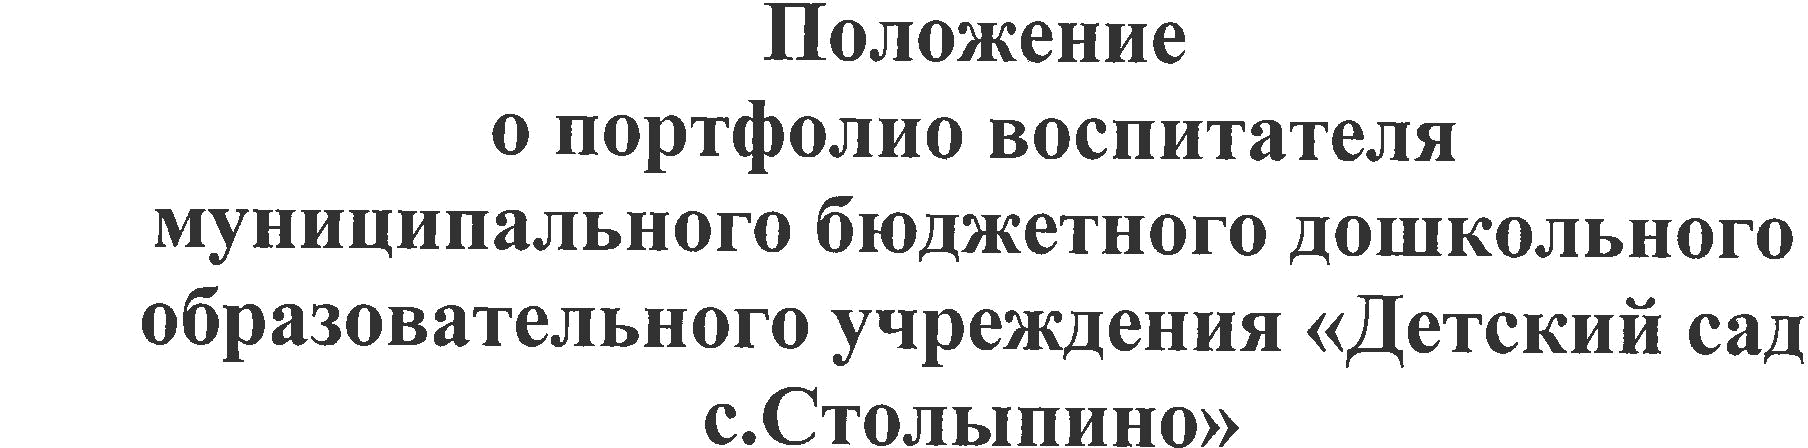 Положение
о портфолио воспитателя
муниципального бюджетного дошкольного
образовательного учреждения «Детский сад
с.Столыпино»